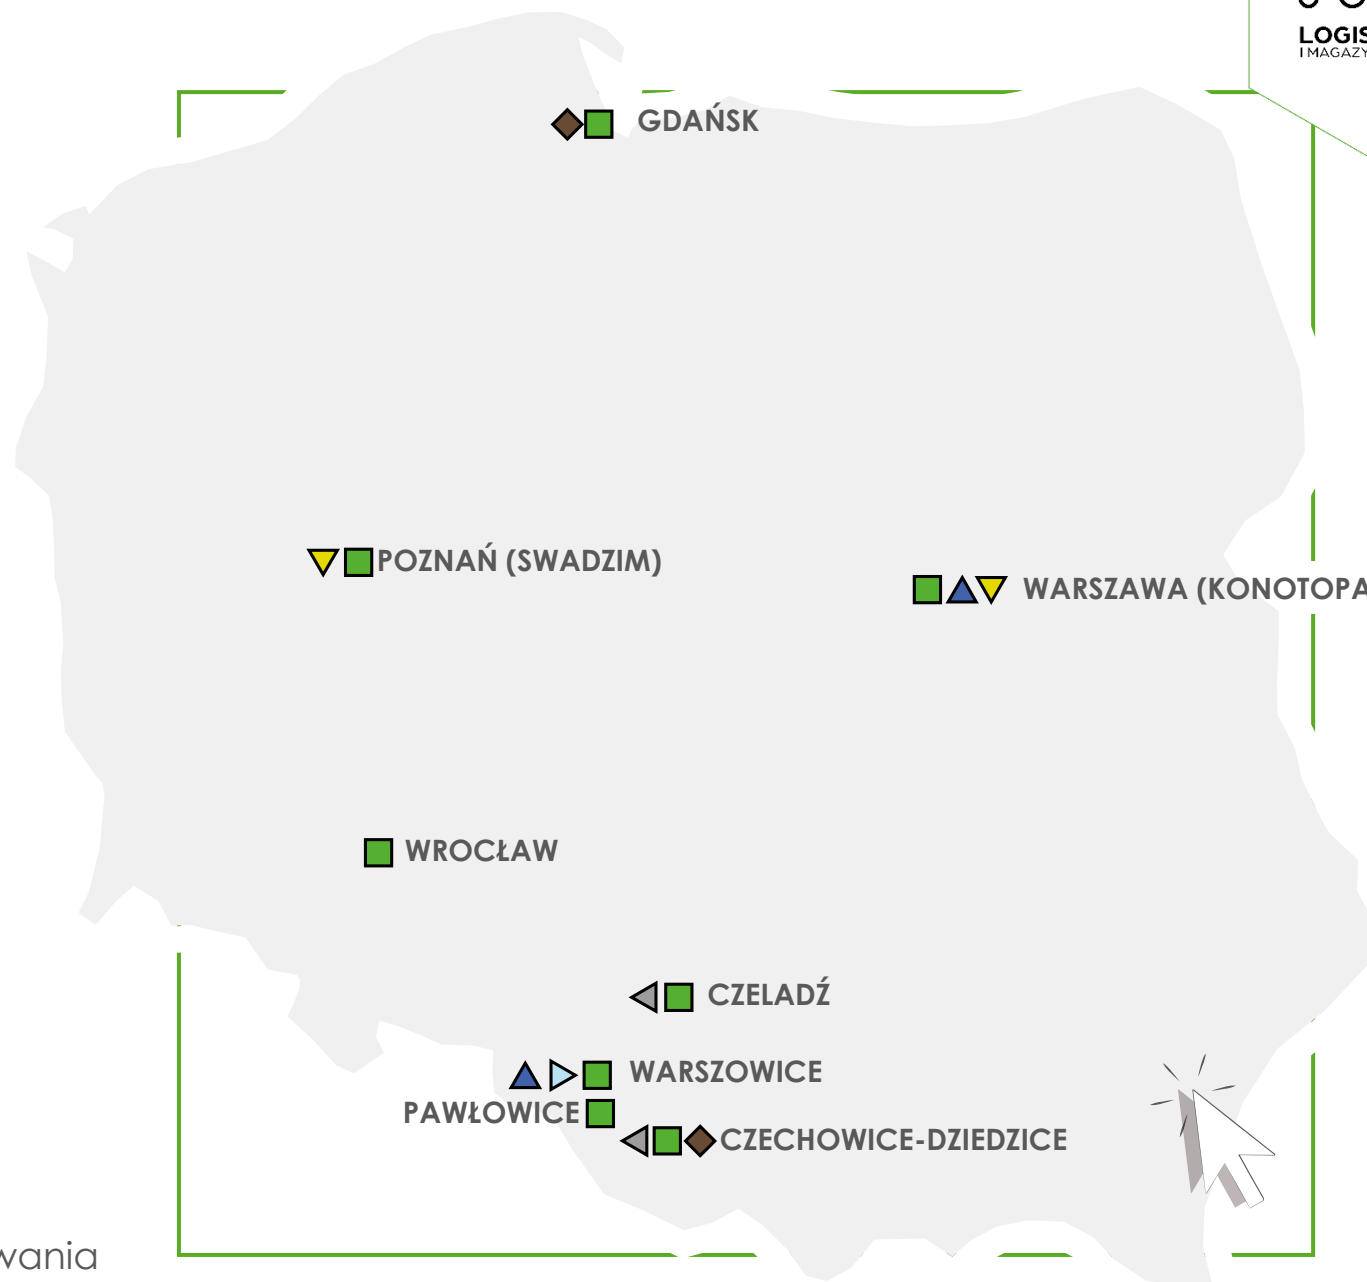 LOGIS
I MAGAZY
GDAŃSK
POZNAŃ (SWADZIM)
WARSZAWA (KONOTOPA
WROCŁAW
CZELADŹ
WARSZOWICE
PAWŁOWICE
CZECHOWICE-DZIEDZICE
wania